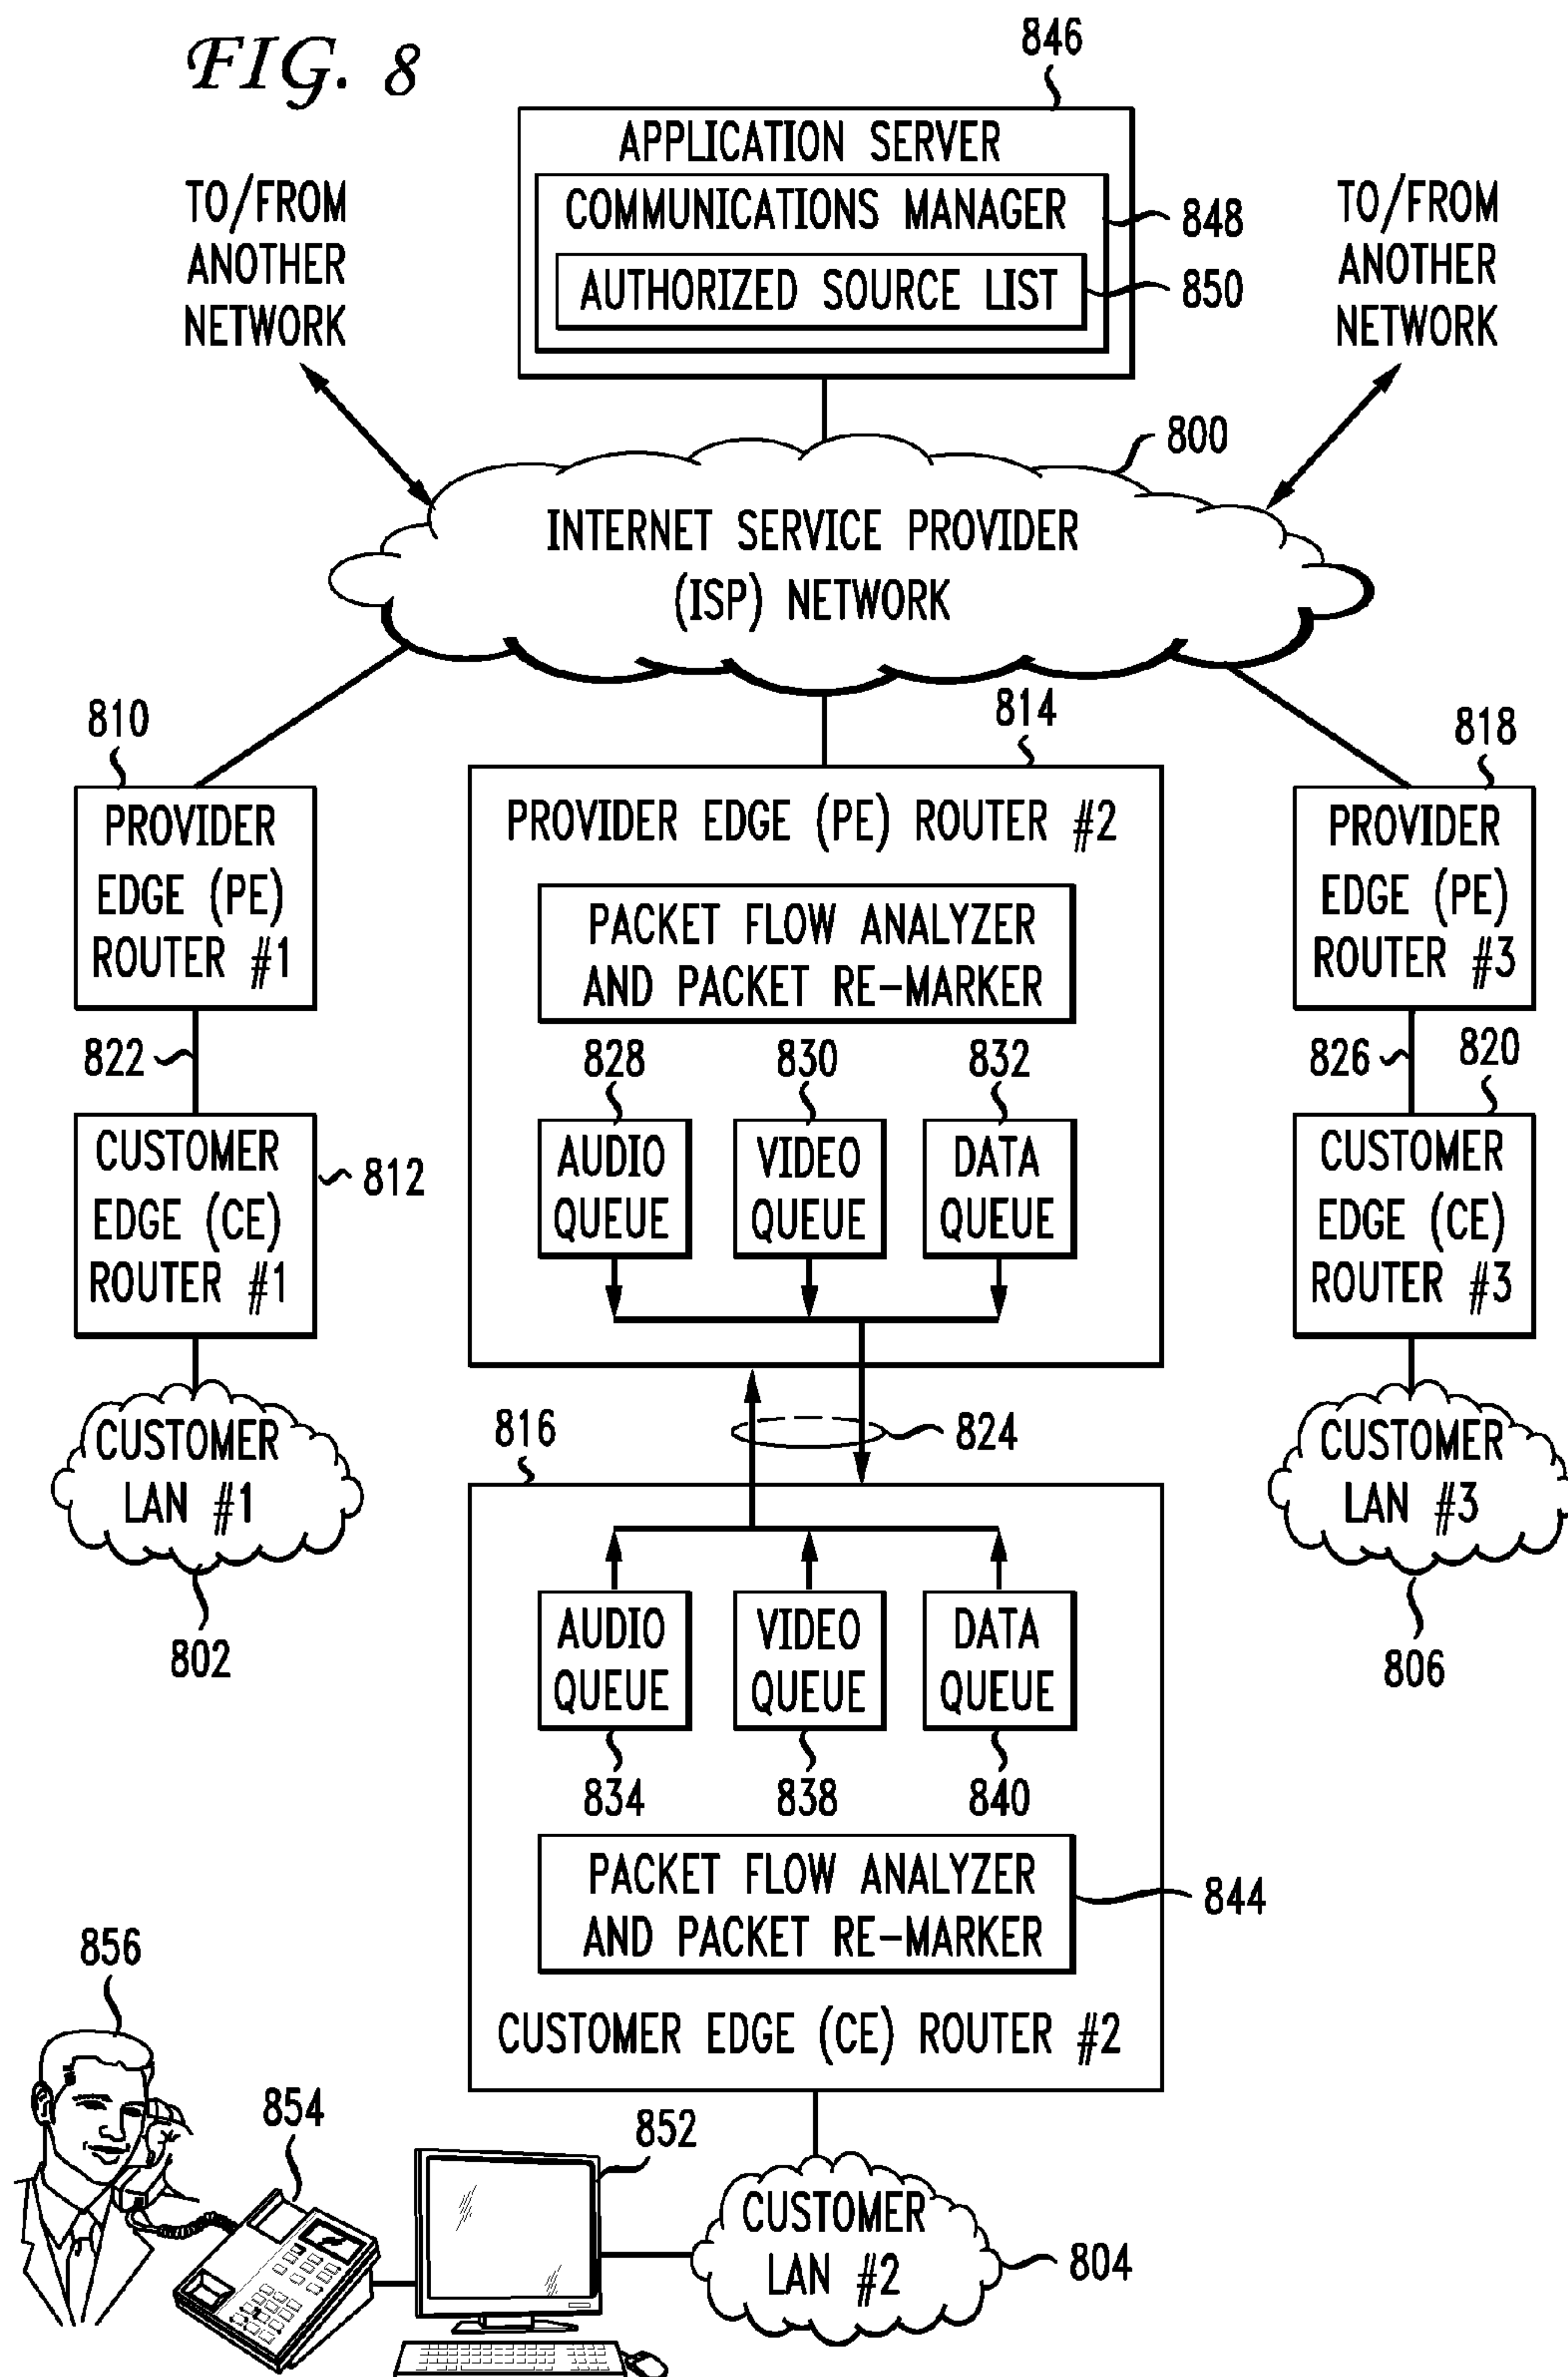 FIG. 8
846
APPLICATION SERVER
COMMUNICATIONS MANAGER
848
AUTHORIZED SOURCE LIST
850
TO/FROM
ANOTHER
NETWORK
TO/FROM
ANOTHER
NETWORK
800
INTERNET SERVICE PROVIDER
(ISP) NETWORK
810
PROVIDER
EDGE (PE)
ROUTER #1
822
CUSTOMER
EDGE (CE)
ROUTER #1
812
CUSTOMER
LAN #1
802
814
PROVIDER EDGE (PE) ROUTER #2
PACKET FLOW ANALYZER
AND PACKET RE-MARKER
828
830
832
AUDIO
QUEUE
VIDEO
QUEUE
DATA
QUEUE
818
PROVIDER
EDGE (PE)
ROUTER #3
826
820
CUSTOMER
EDGE (CE)
ROUTER #3
CUSTOMER
LAN #3
806
824
816
AUDIO
QUEUE
VIDEO
QUEUE
DATA
QUEUE
834
838
840
PACKET FLOW ANALYZER
AND PACKET RE-MARKER
844
CUSTOMER EDGE (CE) ROUTER #2
856
854
852
CUSTOMER
LAN #2
804